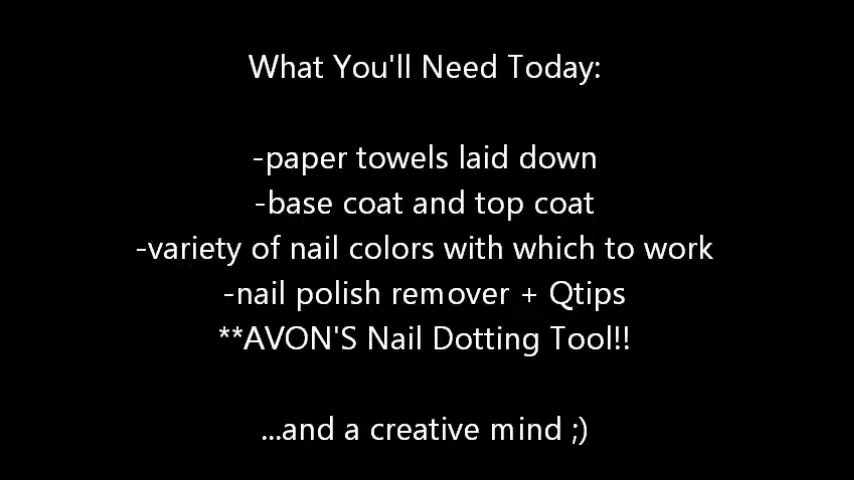 What You'll Need Today:
-paper towels laid down
-base coat and top coat
-variety of nail colors with which to work
-nail polish remover + Qtips
**AVON'S Nail Dotting Tool!!
...and a creative mind ;)